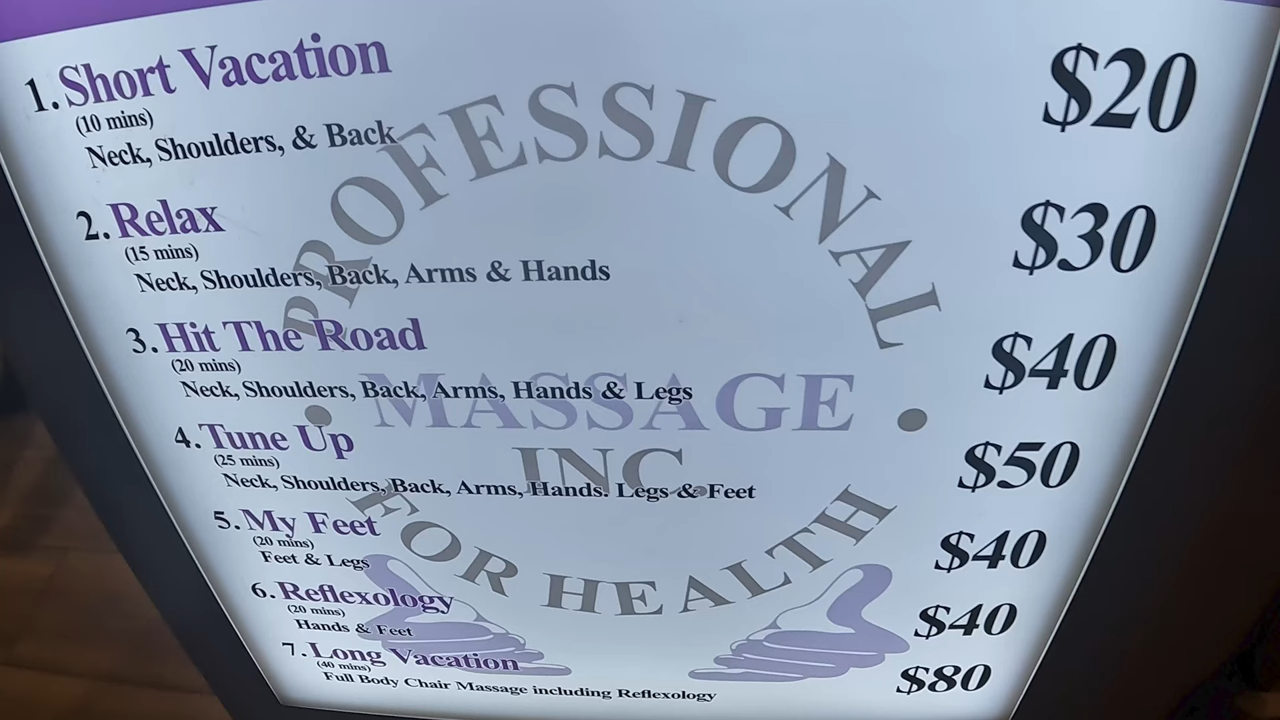 1. Short Vacation $20
(10 mins)
Neck, Shoulders, & Back
2. Relax $30
(15 mins)
Neck, Shoulders, Back, Arms & Hands
3. Hit The Road $40
(20 mins)
Neck, Shoulders, Back, Arms, Hands & Legs
4. Tune Up $50
(25 mins)
Neck, Shoulders, Back, Arms, Hands. Legs & Feet
5. My Feet $40
(20 mins)
Feet & Legs
6. Reflexology $40
(20 mins)
Hands & Feet
7. Long Vacation $80
(40 mins)
Full Body Chair Massage including Reflexology
PROFESSIONAL
• MASSAGE •
INC.
FOR HEALTH